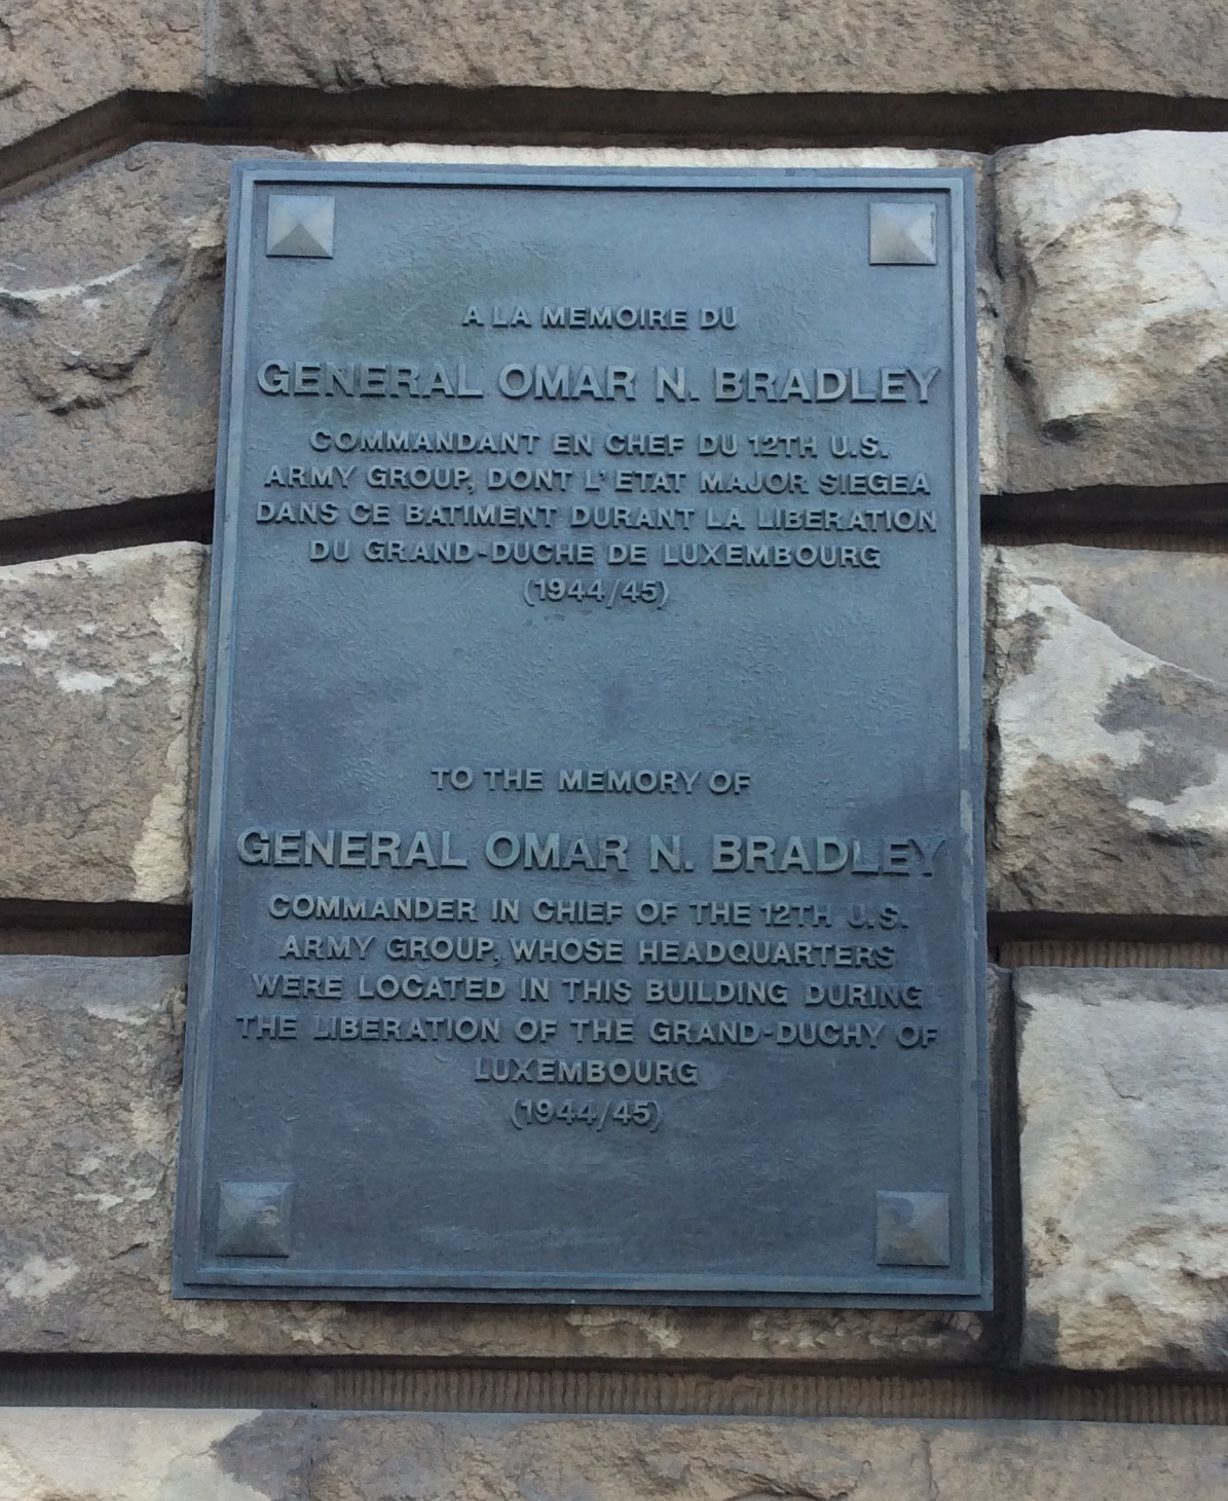 A LA MEMOIRE DU
GENERAL OMAR N. BRADLEY
COMMANDANT EN CHEF DU 12TH U.S.
ARMY GROUP, DONT L'ETAT MAJOR SIEGEA
DANS CE BATIMENT DURANT LA LIBERATION
DU GRAND-DUCHE DE LUXEMBOURG
(1944/45)
TO THE MEMORY OF
GENERAL OMAR N. BRADLEY
COMMANDER IN CHIEF OF THE 12TH U.S.
ARMY GROUP, WHOSE HEADQUARTERS
WERE LOCATED IN THIS BUILDING DURING
THE LIBERATION OF THE GRAND-DUCHY OF
LUXEMBOURG
(1944/45)